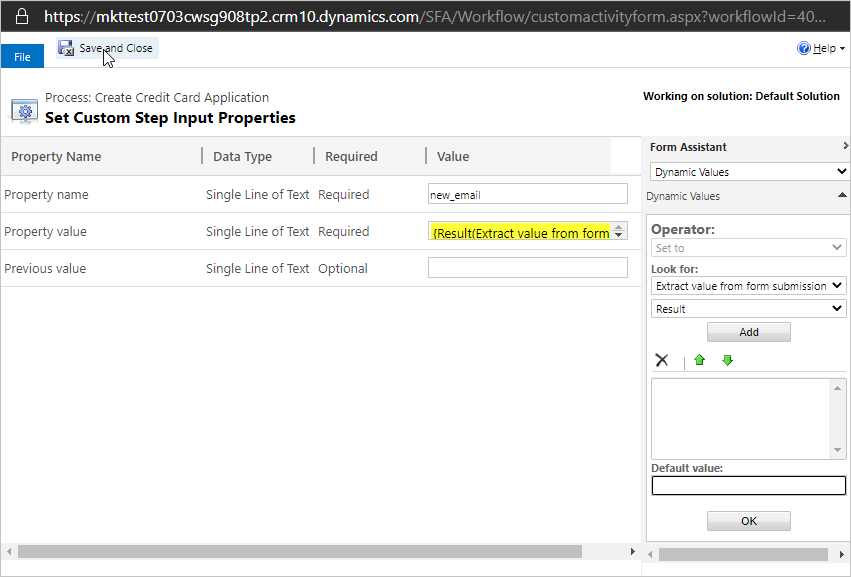 https://mkttest0703cwsg908tp2.crm10.dynamics.com/SFA/Workflow/customactivityform.aspx?workflowId=40...
File
Save and Close
Help
Process: Create Credit Card Application
Set Custom Step Input Properties
Working on solution: Default Solution
Property Name Data Type Required Value
Property name Single Line of Text Required new_email
Property value Single Line of Text Required {Result(Extract value from form
Previous value Single Line of Text Optional
Form Assistant
Dynamic Values
Dynamic Values
Operator:
Set to
Look for:
Extract value from form submission
Result
Add
Default value:
OK